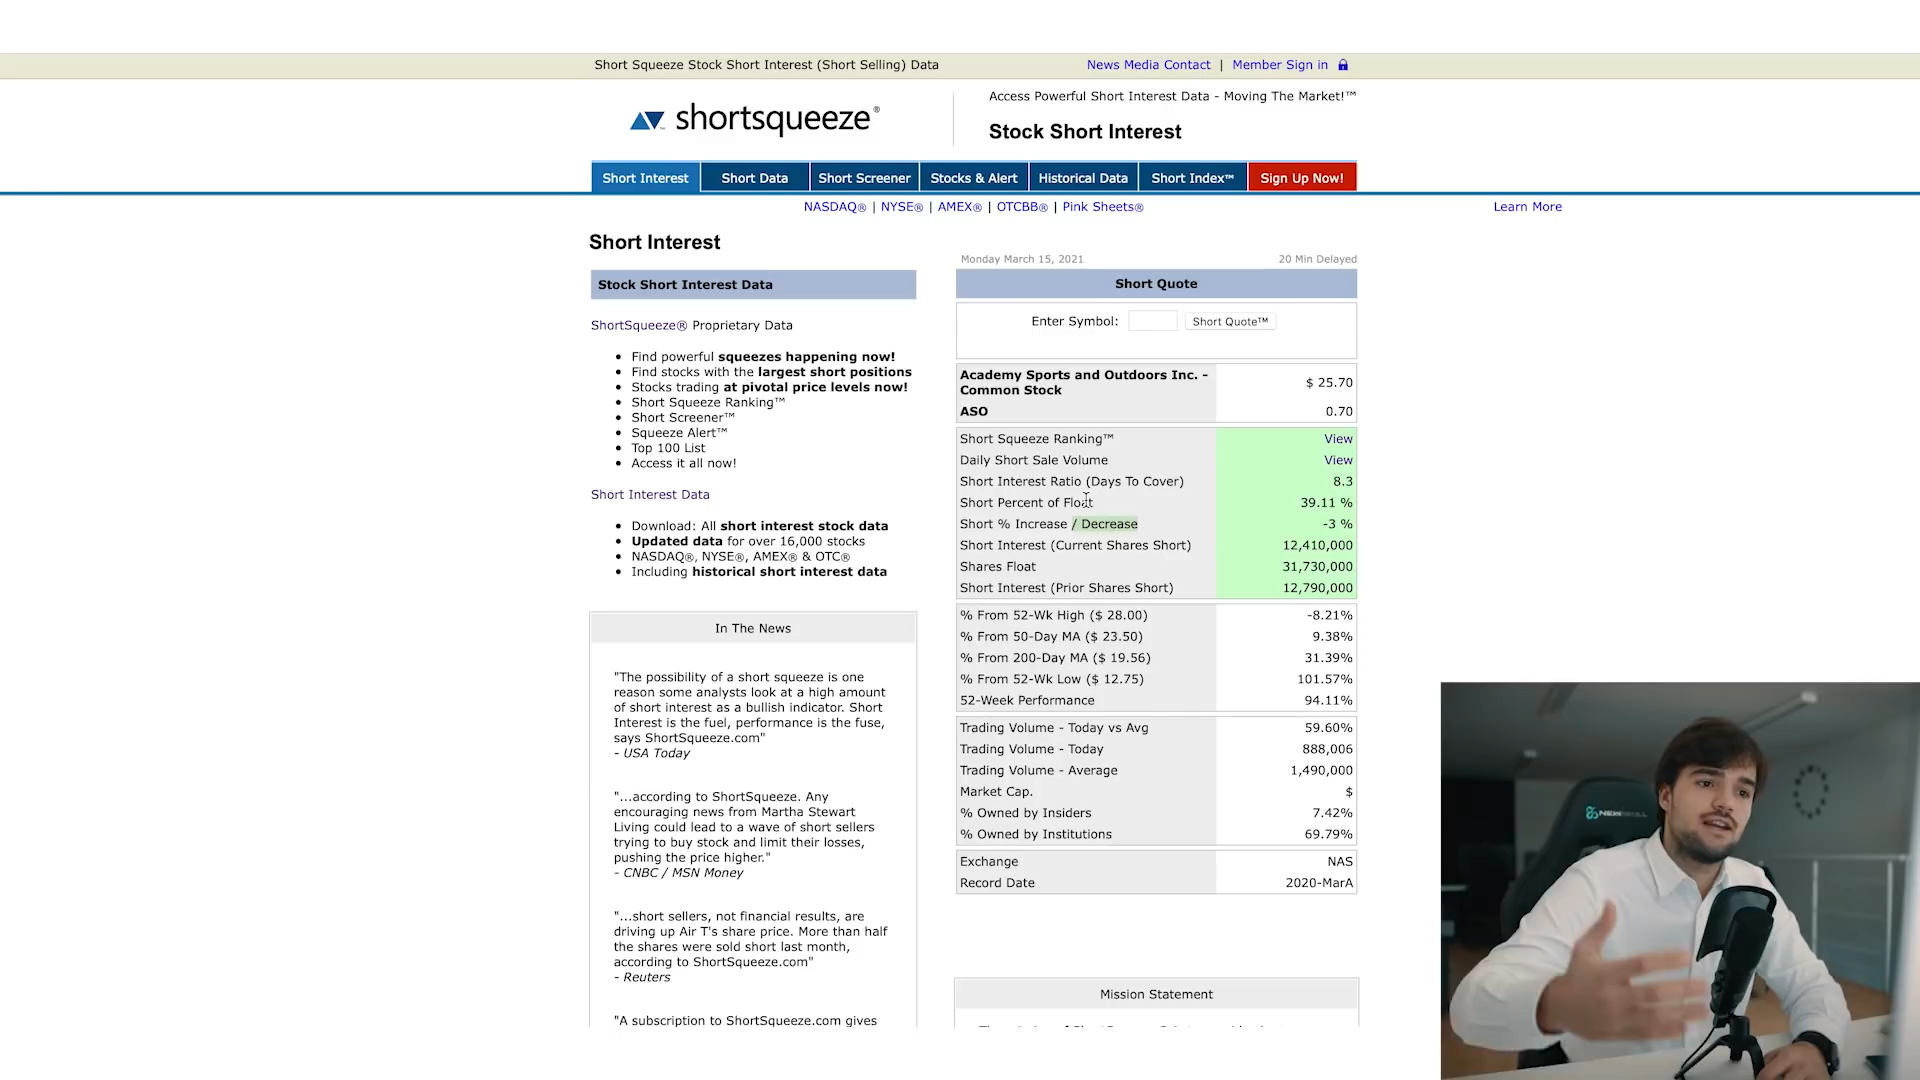 Short Squeeze Stock Short Interest (Short Selling) Data
News Media Contact | Member Sign in
shortsqueeze®
Access Powerful Short Interest Data - Moving The Market!™
Stock Short Interest
Short Interest
Short Data
Short Screener
Stocks & Alert
Historical Data
Short Index™
Sign Up Now!
NASDAQ® | NYSE® | AMEX® | OTCBB® | Pink Sheets®
Learn More
Short Interest
Stock Short Interest Data
ShortSqueeze® Proprietary Data
Find powerful squeezes happening now!
Find stocks with the largest short positions
Stocks trading at pivotal price levels now!
Short Squeeze Ranking™
Short Screener™
Squeeze Alert™
Top 100 List
Access it all now!
Short Interest Data
Download: All short interest stock data
Updated data for over 16,000 stocks
NASDAQ®, NYSE®, AMEX® & OTC®
Including historical short interest data
In The News
"The possibility of a short squeeze is one
reason some analysts look at a high amount
of short interest as a bullish indicator. Short
Interest is the fuel, performance is the fuse,
says ShortSqueeze.com"
- USA Today
"...according to ShortSqueeze. Any
encouraging news from Martha Stewart
Living could lead to a wave of short sellers
trying to buy stock and limit their losses,
pushing the price higher."
- CNBC / MSN Money
"...short sellers, not financial results, are
driving up Air T's share price. More than half
the shares were sold short last month,
according to ShortSqueeze.com"
- Reuters
"A subscription to ShortSqueeze.com gives
Monday March 15, 2021
20 Min Delayed
Short Quote
Enter Symbol:
Short Quote™
Academy Sports and Outdoors Inc. -
Common Stock
$ 25.70
ASO
0.70
Short Squeeze Ranking™ View
Daily Short Sale Volume View
Short Interest Ratio (Days To Cover) 8.3
Short Percent of Float 39.11 %
Short % Increase / Decrease -3 %
Short Interest (Current Shares Short) 12,410,000
Shares Float 31,730,000
Short Interest (Prior Shares Short) 12,790,000
% From 52-Wk High ($ 28.00) -8.21%
% From 50-Day MA ($ 23.50) 9.38%
% From 200-Day MA ($ 19.56) 31.39%
% From 52-Wk Low ($ 12.75) 101.57%
52-Week Performance 94.11%
Trading Volume - Today vs Avg 59.60%
Trading Volume - Today 888,006
Trading Volume - Average 1,490,000
Market Cap. $
% Owned by Insiders 7.42%
% Owned by Institutions 69.79%
Exchange NAS
Record Date 2020-MarA
Mission Statement
NEWSKILL